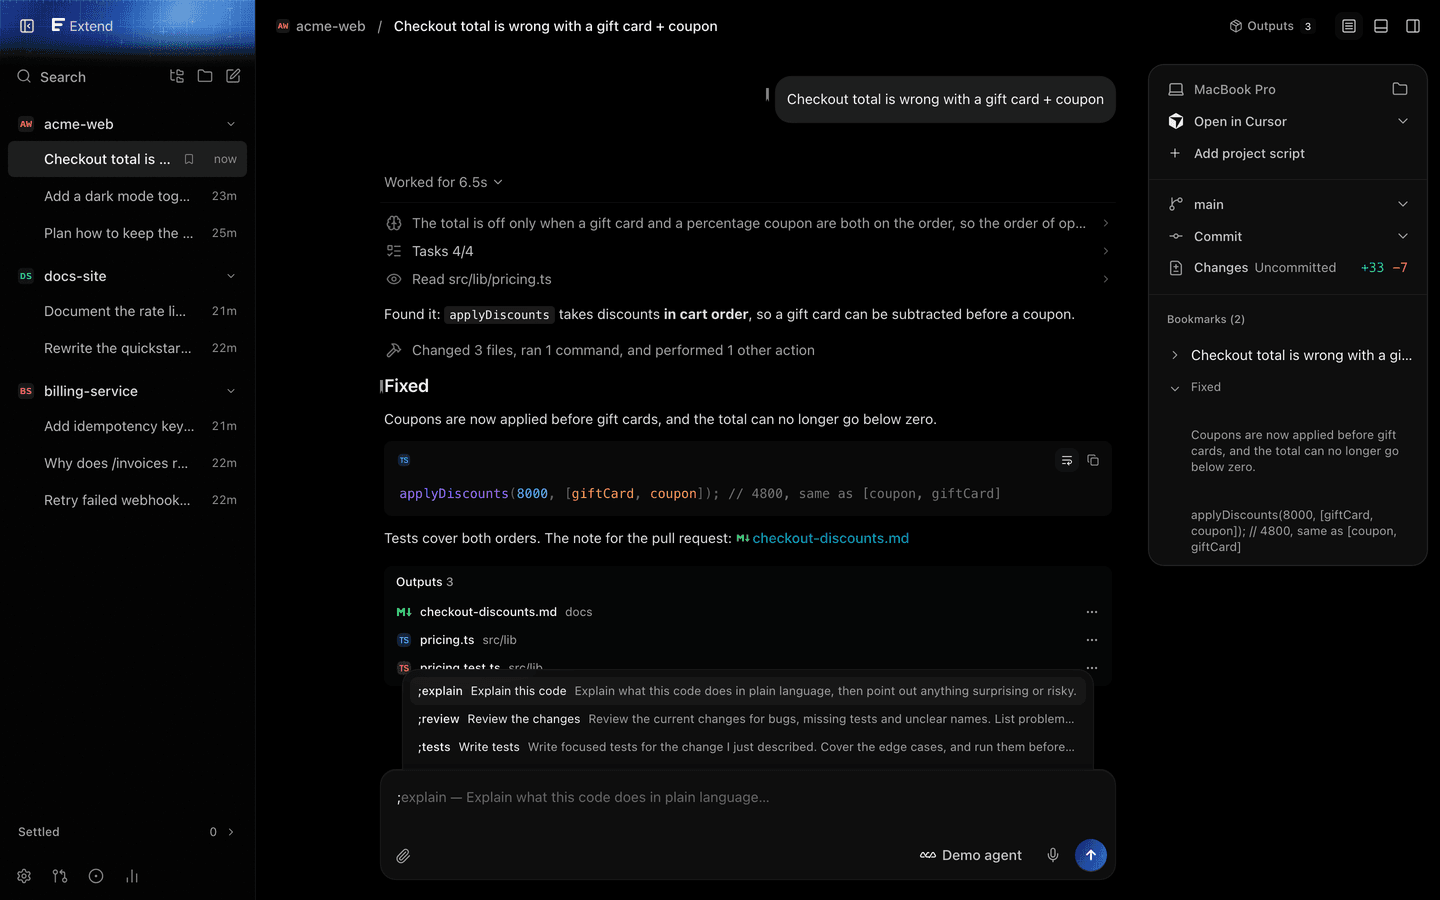 Extend
AW acme-web / Checkout total is wrong with a gift card + coupon
Outputs 3
Search
AW acme-web
Checkout total is ... now
Add a dark mode tog... 23m
Plan how to keep the ... 25m
DS docs-site
Document the rate li... 21m
Rewrite the quickstar... 22m
BS billing-service
Add idempotency key... 21m
Why does /invoices r... 22m
Retry failed webhook... 22m
Settled 0
Checkout total is wrong with a gift card + coupon
Worked for 6.5s
The total is off only when a gift card and a percentage coupon are both on the order, so the order of op...
Tasks 4/4
Read src/lib/pricing.ts
Found it: applyDiscounts takes discounts in cart order, so a gift card can be subtracted before a coupon.
Changed 3 files, ran 1 command, and performed 1 other action
Fixed
Coupons are now applied before gift cards, and the total can no longer go below zero.
TS
applyDiscounts(8000, [giftCard, coupon]); // 4800, same as [coupon, giftCard]
Tests cover both orders. The note for the pull request: M↓ checkout-discounts.md
Outputs 3
M↓ checkout-discounts.md docs
TS pricing.ts src/lib
TS pricing.test.ts src/lib
;explain Explain this code Explain what this code does in plain language, then point out anything surprising or risky.
;review Review the changes Review the current changes for bugs, missing tests and unclear names. List problem...
;tests Write tests Write focused tests for the change I just described. Cover the edge cases, and run them before...
;explain — Explain what this code does in plain language...
Demo agent
MacBook Pro
Open in Cursor
Add project script
main
Commit
Changes Uncommitted +33 −7
Bookmarks (2)
Checkout total is wrong with a gi...
Fixed
Coupons are now applied before gift
cards, and the total can no longer go
below zero.
applyDiscounts(8000, [giftCard,
coupon]); // 4800, same as [coupon,
giftCard]